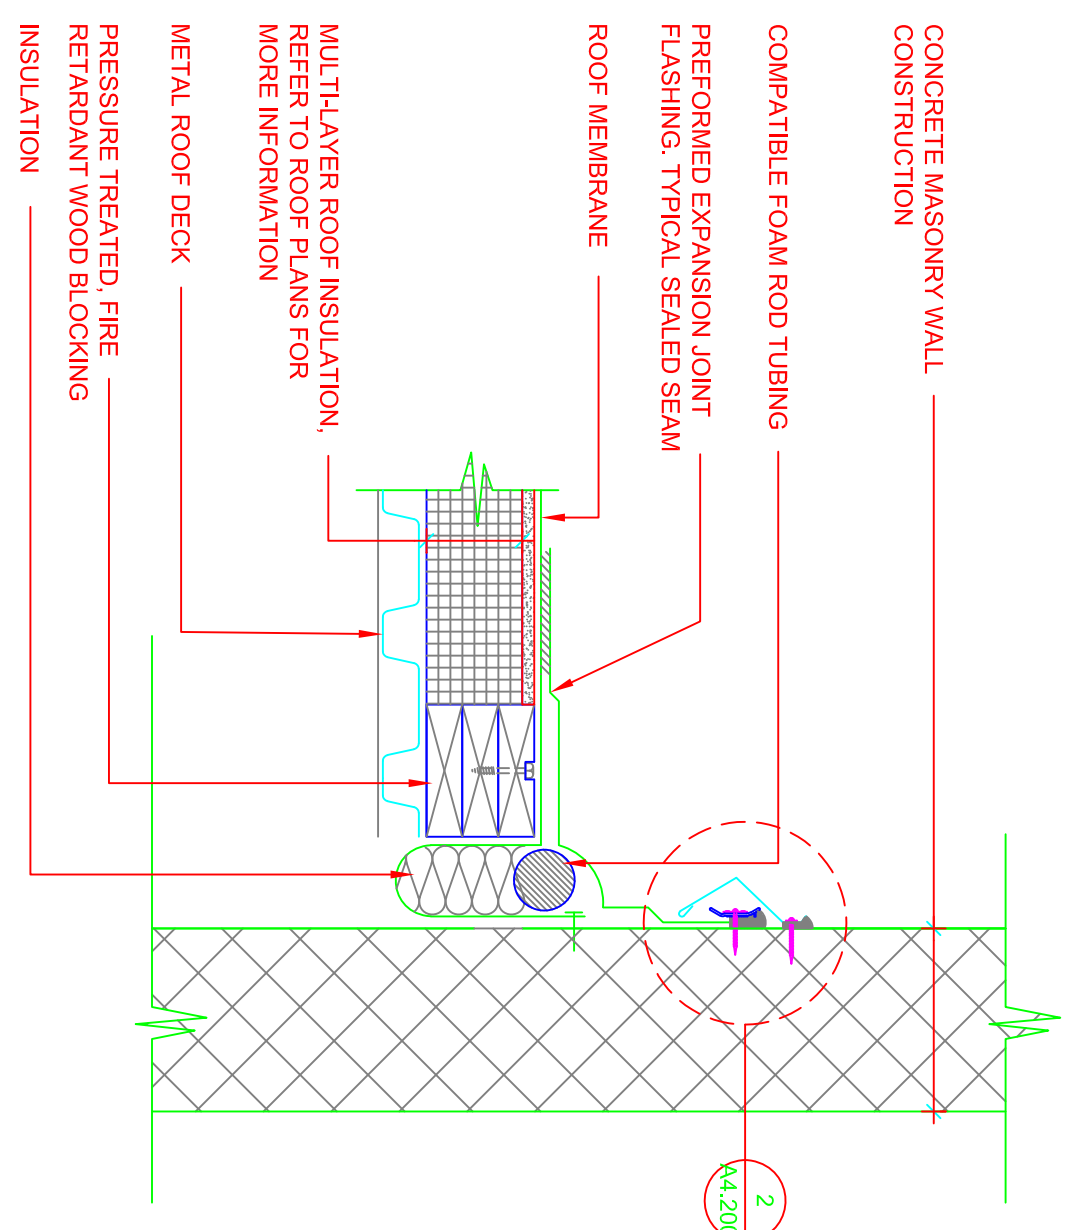 CONCRETE MASONRY WALL
CONSTRUCTION
COMPATIBLE FOAM ROD TUBING
PREFORMED EXPANSION JOINT
FLASHING. TYPICAL SEALED SEAM
ROOF MEMBRANE
MULTI-LAYER ROOF INSULATION,
REFER TO ROOF PLANS FOR
MORE INFORMATION
METAL ROOF DECK
PRESSURE TREATED, FIRE
RETARDANT WOOD BLOCKING
INSULATION
2